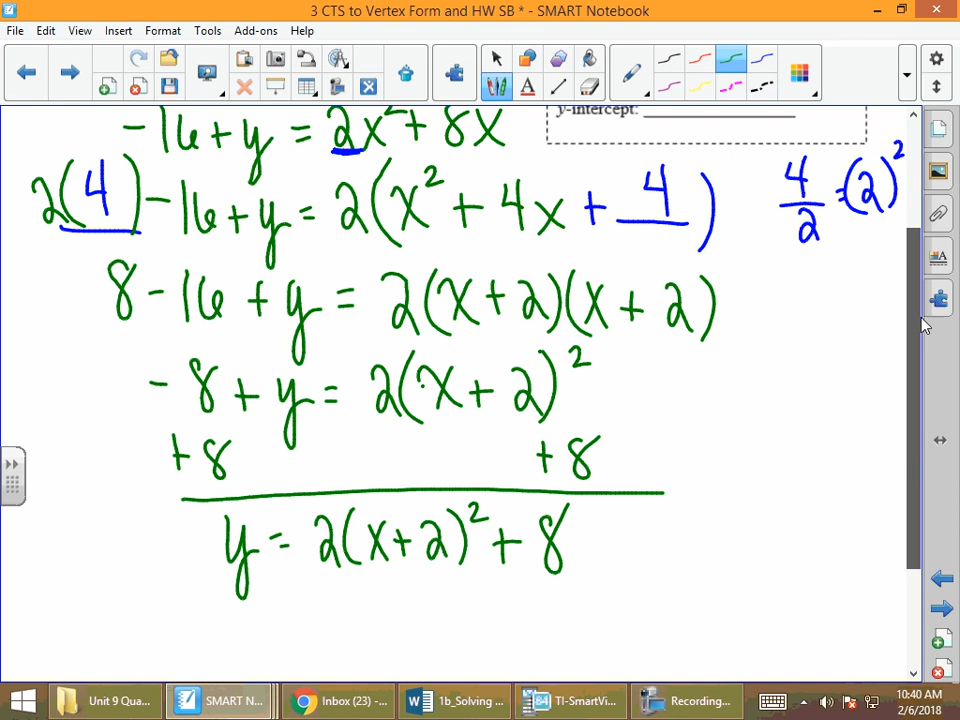 3 CTS to Vertex Form and HW SB * - SMART Notebook
File Edit View Insert Format Tools Add-ons Help
y-intercept: ____________________
-16 + y = 2x² + 8x
2(4) - 16 + y = 2(x² + 4x + 4)
4/2 = (2)²
8 - 16 + y = 2(x + 2)(x + 2)
- 8 + y = 2(x + 2)²
+ 8 + 8
y = 2(x + 2)² + 8
Unit 9 Qua... SMART N... Inbox (23) -... 1b_Solving ... TI-SmartVi... Recording... 10:40 AM
2/6/2018